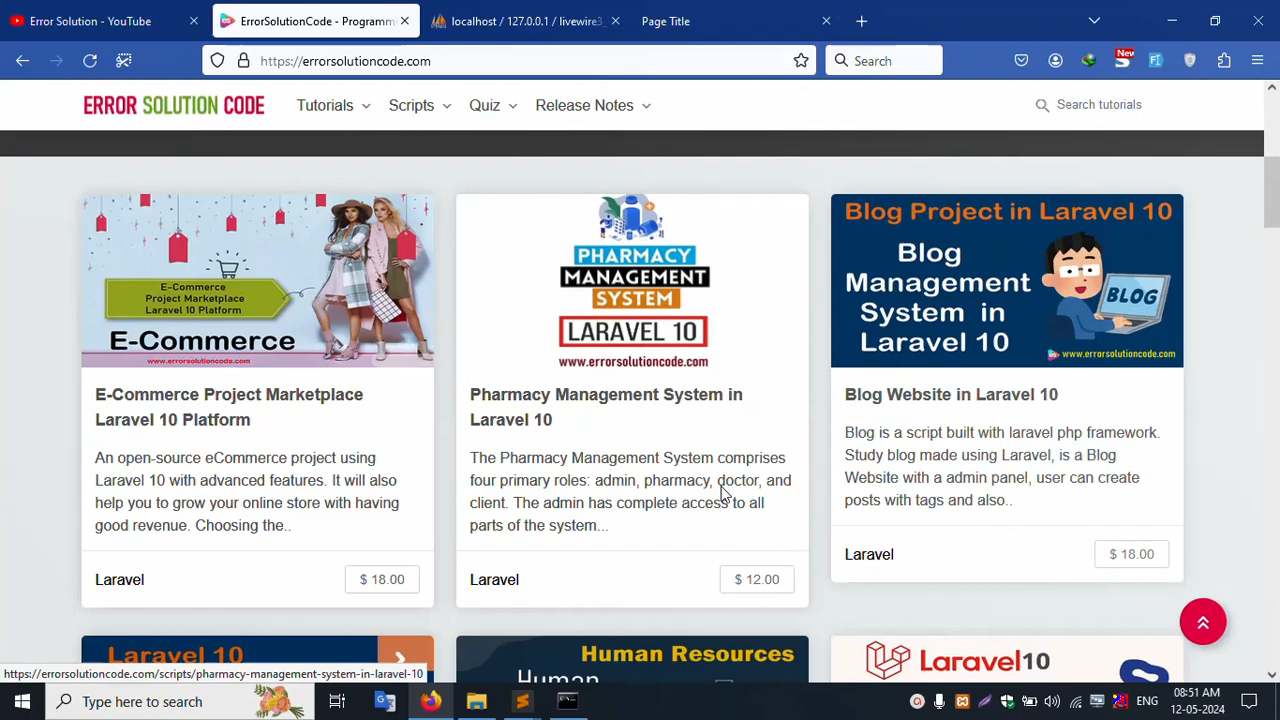 Error Solution - YouTube
ErrorSolutionCode - Programm
localhost / 127.0.0.1 / livewire3
Page Title
https://errorsolutioncode.com
Search
New
ERROR SOLUTION CODE
Tutorials
Scripts
Quiz
Release Notes
Search tutorials
E-Commerce
Project Marketplace
Laravel 10 Platform
E-Commerce
www.errorsolutioncode.com
E-Commerce Project Marketplace
Laravel 10 Platform
An open-source eCommerce project using
Laravel 10 with advanced features. It will also
help you to grow your online store with having
good revenue. Choosing the..
Laravel
$ 18.00
PHARMACY
MANAGEMENT
SYSTEM
LARAVEL 10
www.errorsolutioncode.com
Pharmacy Management System in
Laravel 10
The Pharmacy Management System comprises
four primary roles: admin, pharmacy, doctor, and
client. The admin has complete access to all
parts of the system...
Laravel
$ 12.00
Blog Project in Laravel 10
Blog
Management
System in
Laravel 10
BLOG
www.errorsolutioncode.com
Blog Website in Laravel 10
Blog is a script built with laravel php framework.
Study blog made using Laravel, is a Blog
Website with a admin panel, user can create
posts with tags and also..
Laravel
$ 18.00
Laravel 10
Human Resources
Human
Laravel10
https://errorsolutioncode.com/scripts/pharmacy-management-system-in-laravel-10
Type here to search
ENG
08:51 AM
12-05-2024